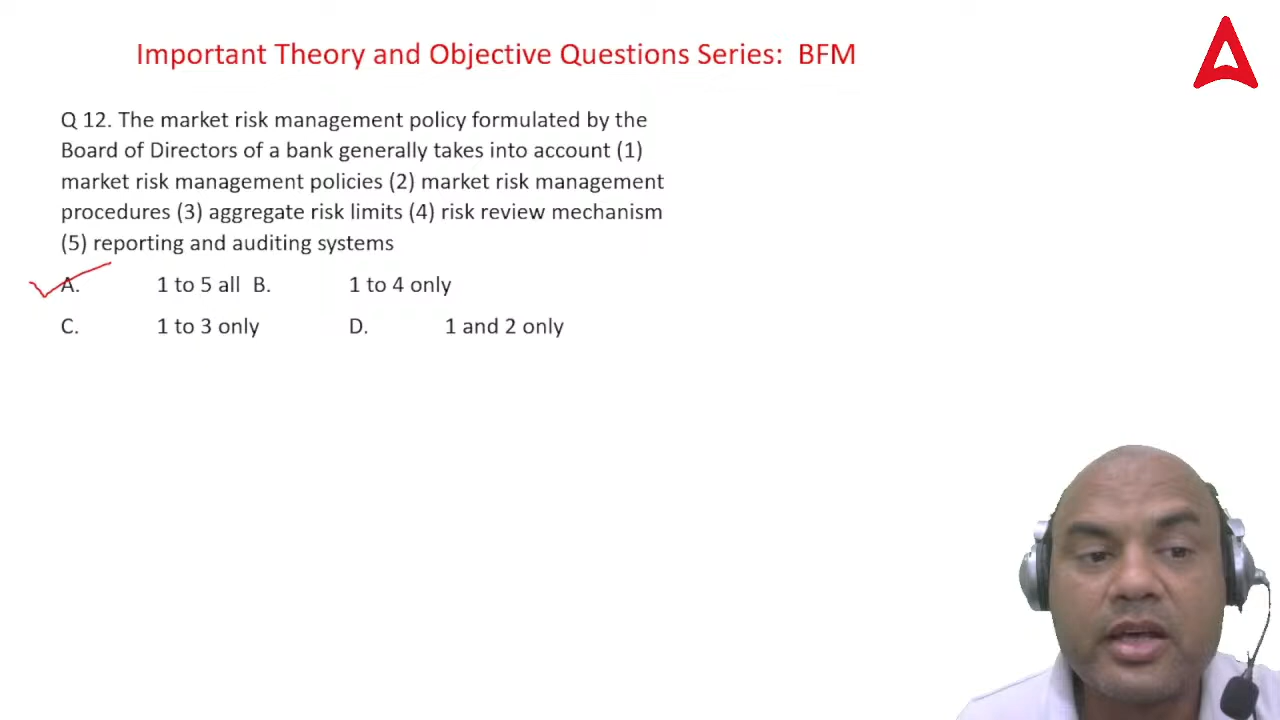 Important Theory and Objective Questions Series:  BFM
Q 12. The market risk management policy formulated by the
Board of Directors of a bank generally takes into account (1)
market risk management policies (2) market risk management
procedures (3) aggregate risk limits (4) risk review mechanism
(5) reporting and auditing systems
A. 1 to 5 all B. 1 to 4 only
C. 1 to 3 only D. 1 and 2 only